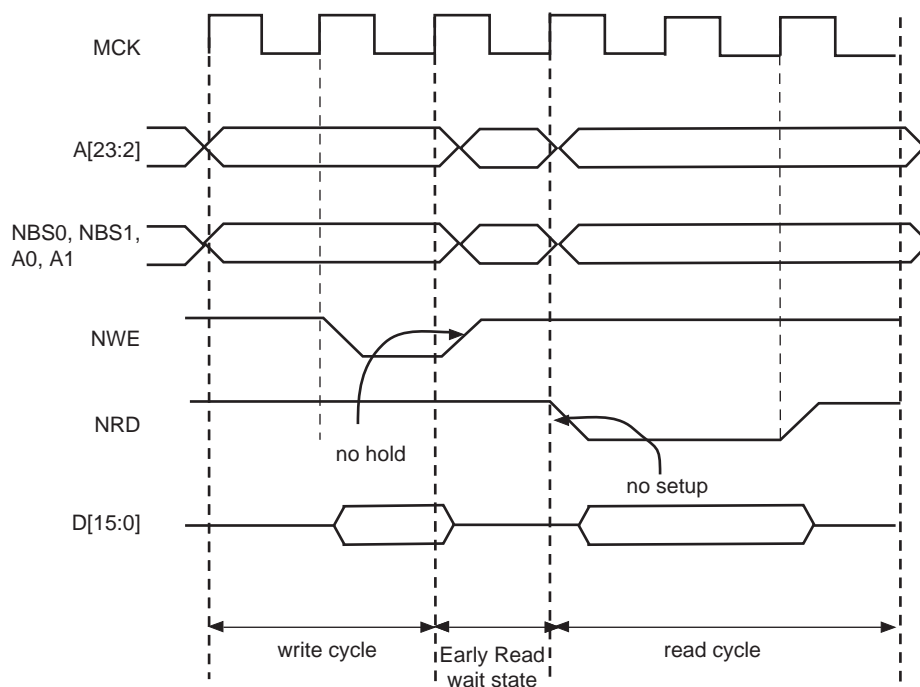 MCK
A[23:2]
NBS0, NBS1,
A0, A1
NWE
NRD
no hold
no setup
D[15:0]
write cycle
Early Read
wait state
read cycle